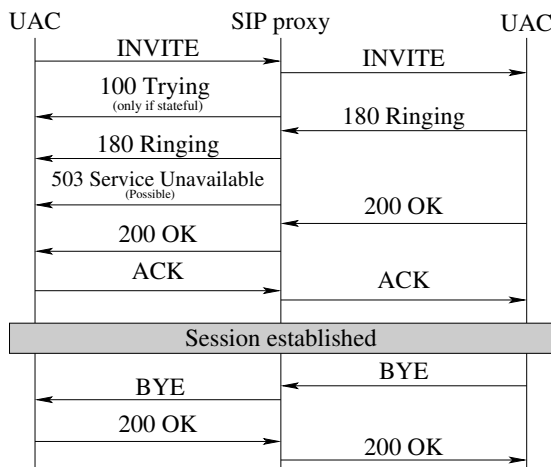 UAC SIP proxy UAC
INVITE
INVITE
100 Trying
(only if stateful)
180 Ringing
180 Ringing
503 Service Unavailable
(Possible)
200 OK
200 OK
ACK
ACK
Session established
BYE
BYE
200 OK
200 OK